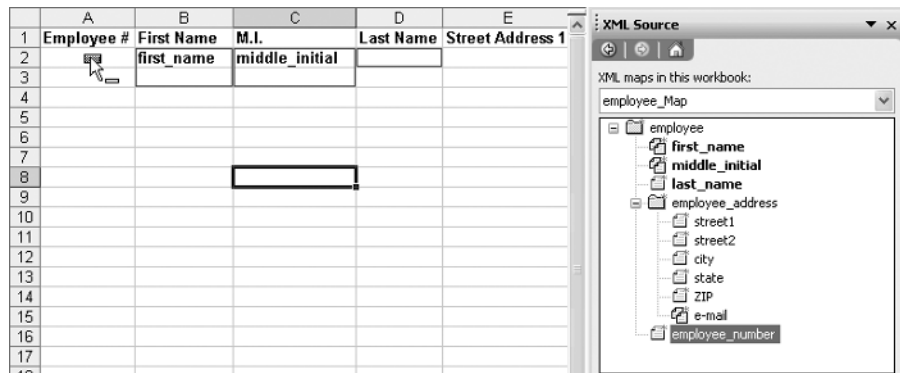 A B C D E
1 Employee # First Name M.I. Last Name Street Address 1
2 first_name middle_initial
3
4
5
6
7
8
9
10
11
12
13
14
15
16
17
XML Source
XML maps in this workbook:
employee_Map
employee
first_name
middle_initial
last_name
employee_address
street1
street2
city
state
ZIP
e-mail
employee_number